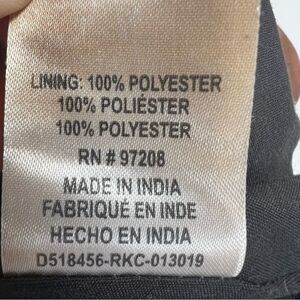 LINING: 100% POLYESTER
100% POLIÉSTER
100% POLYESTER
RN # 97208
MADE IN INDIA
FABRIQUÉ EN INDE
HECHO EN INDIA
D518456-RKC-013019